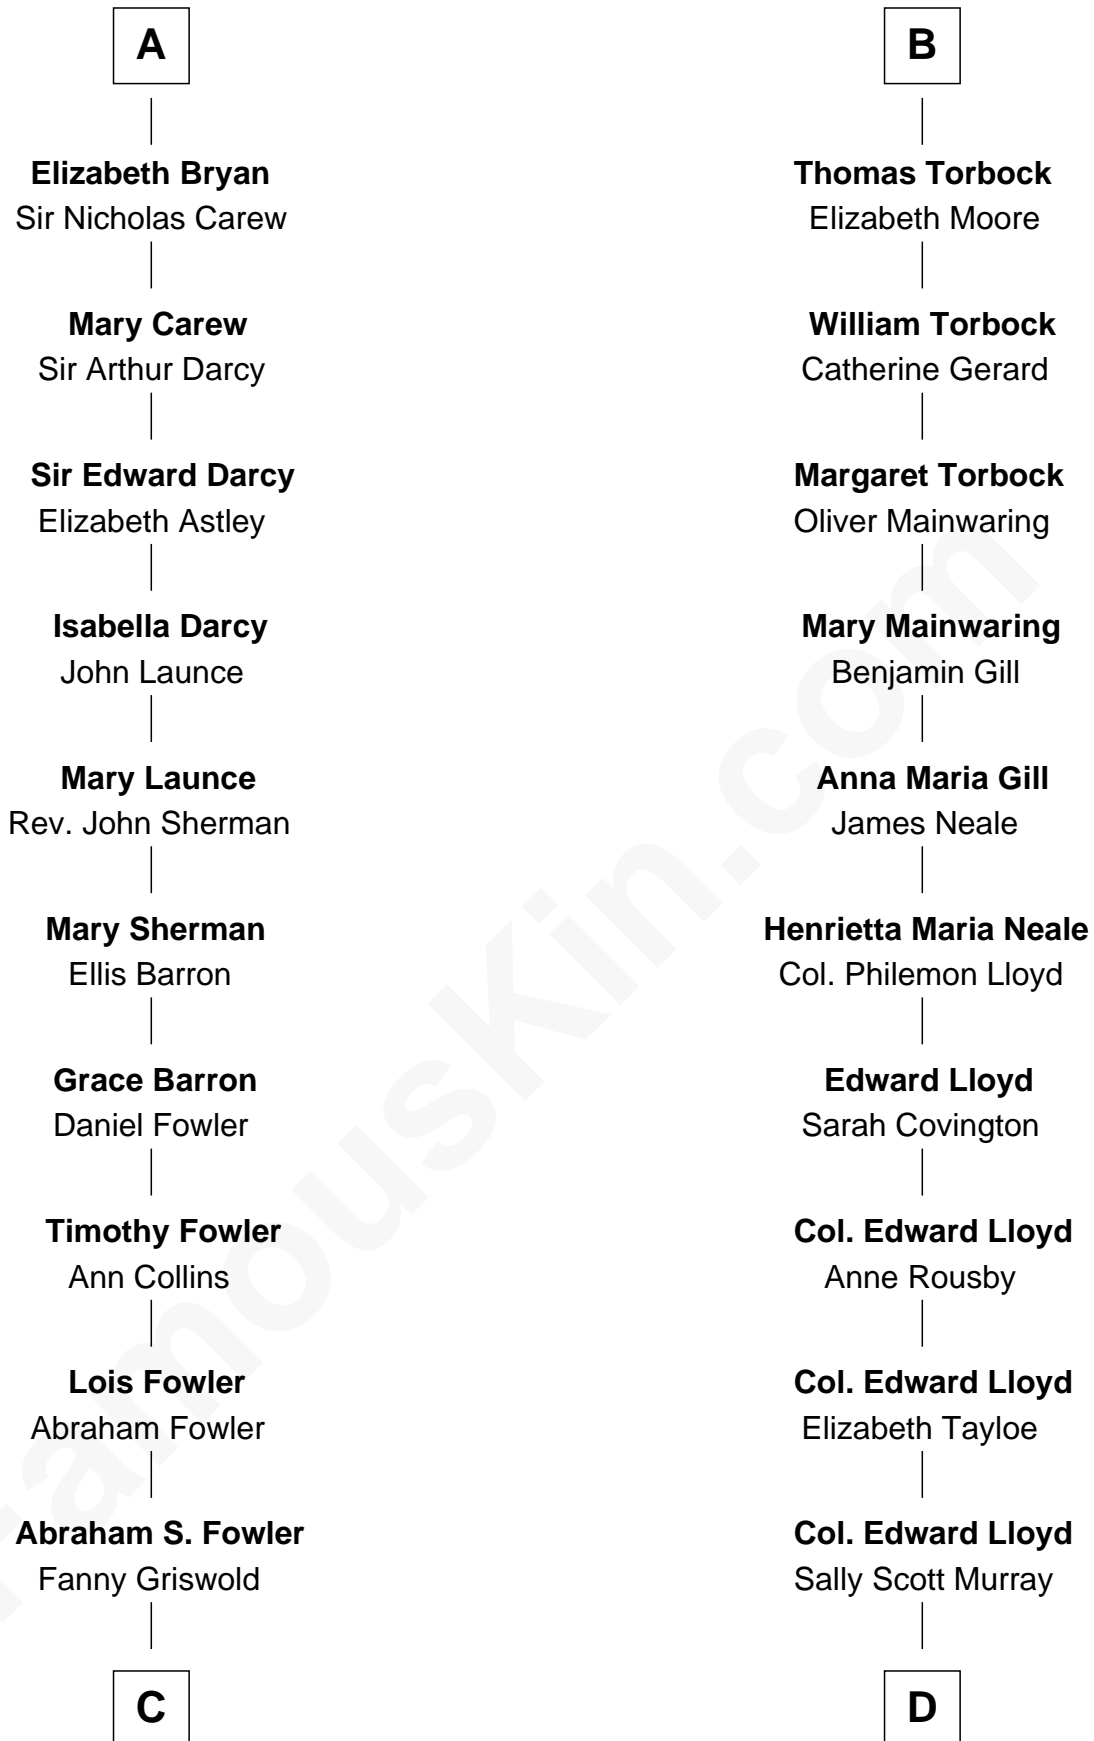 A
Elizabeth Bryan
Sir Nicholas Carew
Mary Carew
Sir Arthur Darcy
Sir Edward Darcy
Elizabeth Astley
Isabella Darcy
John Launce
Mary Launce
Rev. John Sherman
Mary Sherman
Ellis Barron
Grace Barron
Daniel Fowler
Timothy Fowler
Ann Collins
Lois Fowler
Abraham Fowler
Abraham S. Fowler
Fanny Griswold
C
B
Thomas Torbock
Elizabeth Moore
William Torbock
Catherine Gerard
Margaret Torbock
Oliver Mainwaring
Mary Mainwaring
Benjamin Gill
Anna Maria Gill
James Neale
Henrietta Maria Neale
Col. Philemon Lloyd
Edward Lloyd
Sarah Covington
Col. Edward Lloyd
Anne Rousby
Col. Edward Lloyd
Elizabeth Tayloe
Col. Edward Lloyd
Sally Scott Murray
D
FamousKin.com